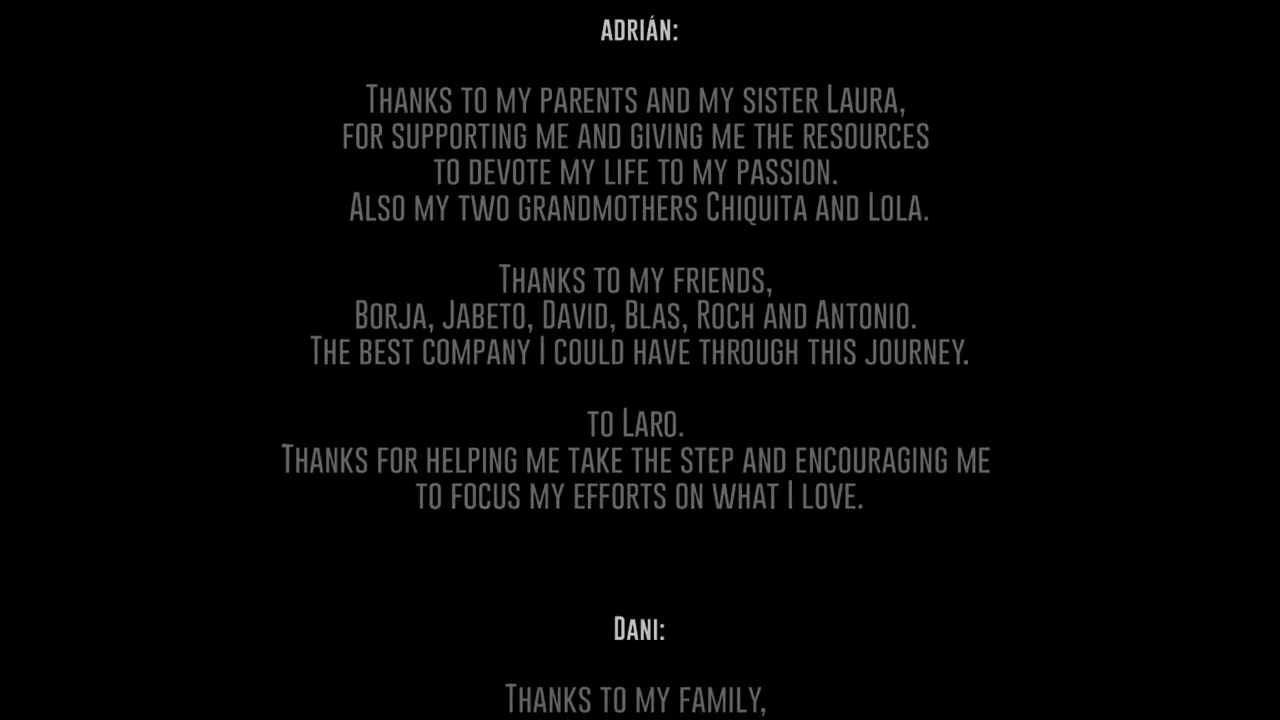 ADRIÁN:
THANKS TO MY PARENTS AND MY SISTER LAURA,
FOR SUPPORTING ME AND GIVING ME THE RESOURCES
TO DEVOTE MY LIFE TO MY PASSION.
ALSO MY TWO GRANDMOTHERS CHIQUITA AND LOLA.
THANKS TO MY FRIENDS,
BORJA, JABETO, DAVID, BLAS, ROCH AND ANTONIO.
THE BEST COMPANY I COULD HAVE THROUGH THIS JOURNEY.
TO LARO.
THANKS FOR HELPING ME TAKE THE STEP AND ENCOURAGING ME
TO FOCUS MY EFFORTS ON WHAT I LOVE.
DANI:
THANKS TO MY FAMILY,